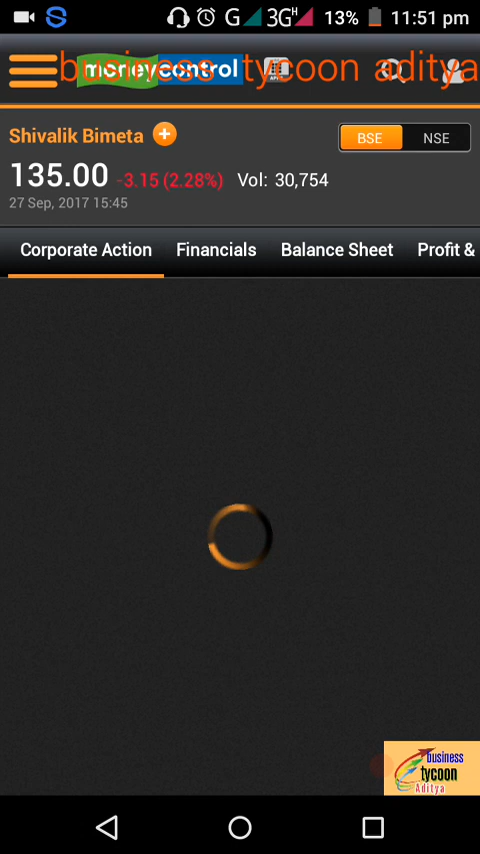 G 3G H 13% 11:51 pm
business tycoon aditya
moneycontrol
Shivalik Bimeta
BSE NSE
135.00 -3.15 (2.28%) Vol: 30,754
27 Sep, 2017 15:45
Corporate Action Financials Balance Sheet Profit &
business
tycoon
Aditya